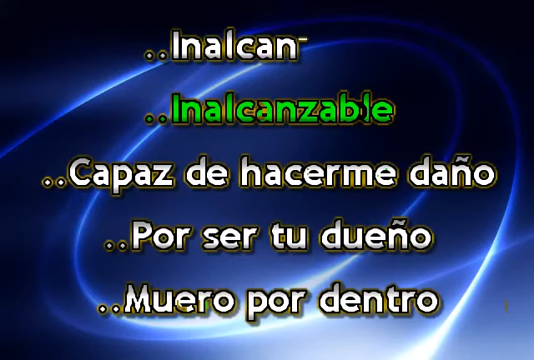 ..Inalcan
..Inalcanzable
..Capaz de hacerme daño
..Por ser tu dueño
..Muero por dentro